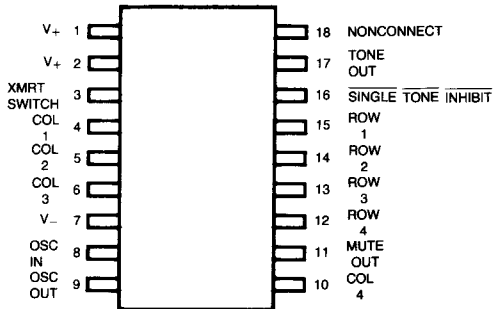 V+ 1
V+ 2
XMRT
SWITCH 3
COL
1 4
COL
2 5
COL
3 6
V− 7
OSC
IN 8
OSC
OUT 9
18 NONCONNECT
17 TONE
OUT
16 SINGLE TONE INHIBIT
15 ROW
1
14 ROW
2
13 ROW
3
12 ROW
4
11 MUTE
OUT
10 COL
4